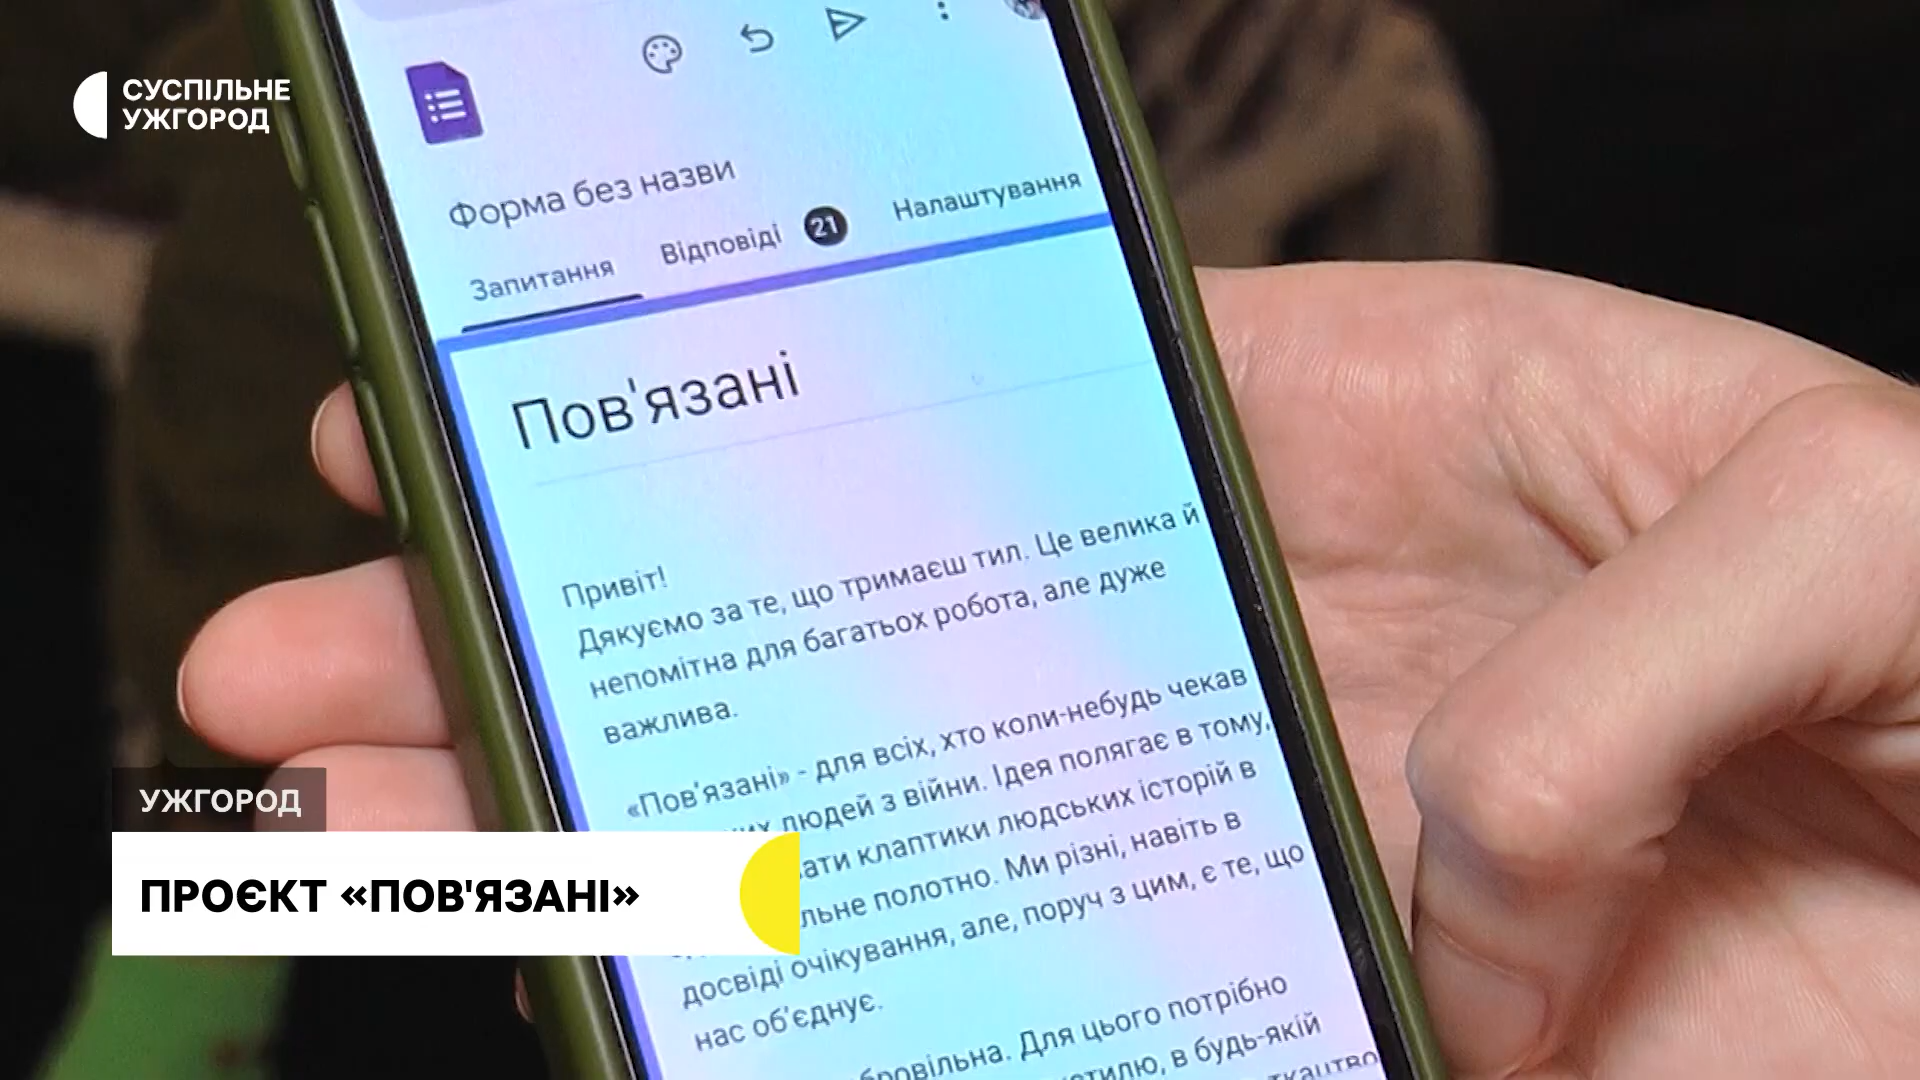 СУСПІЛЬНЕ
УЖГОРОД
Форма без назви
Запитання Відповіді 21 Налаштування
Пов'язані
Привіт!
Дякуємо за те, що тримаєш тил. Це велика й
непомітна для багатьох робота, але дуже
важлива.
«Пов'язані» - для всіх, хто коли-небудь чекав
людей з війни. Ідея полягає в тому,
клаптики людських історій в
полотно. Ми різні, навіть в
досвіді очікування, але, поруч з цим, є те, що
нас об'єднує.
Для цього потрібно
в будь-якій
УЖГОРОД
ПРОЄКТ «ПОВ'ЯЗАНІ»